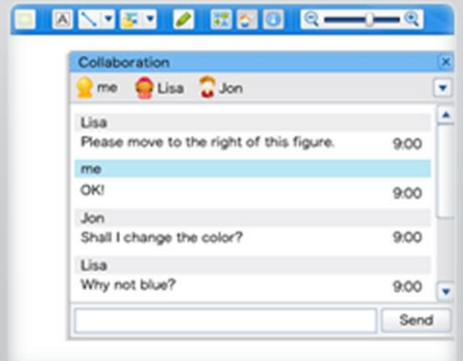 A
Collaboration
me Lisa Jon
Lisa
Please move to the right of this figure. 9:00
me
OK! 9:00
Jon
Shall I change the color? 9:00
Lisa
Why not blue? 9:00
Send